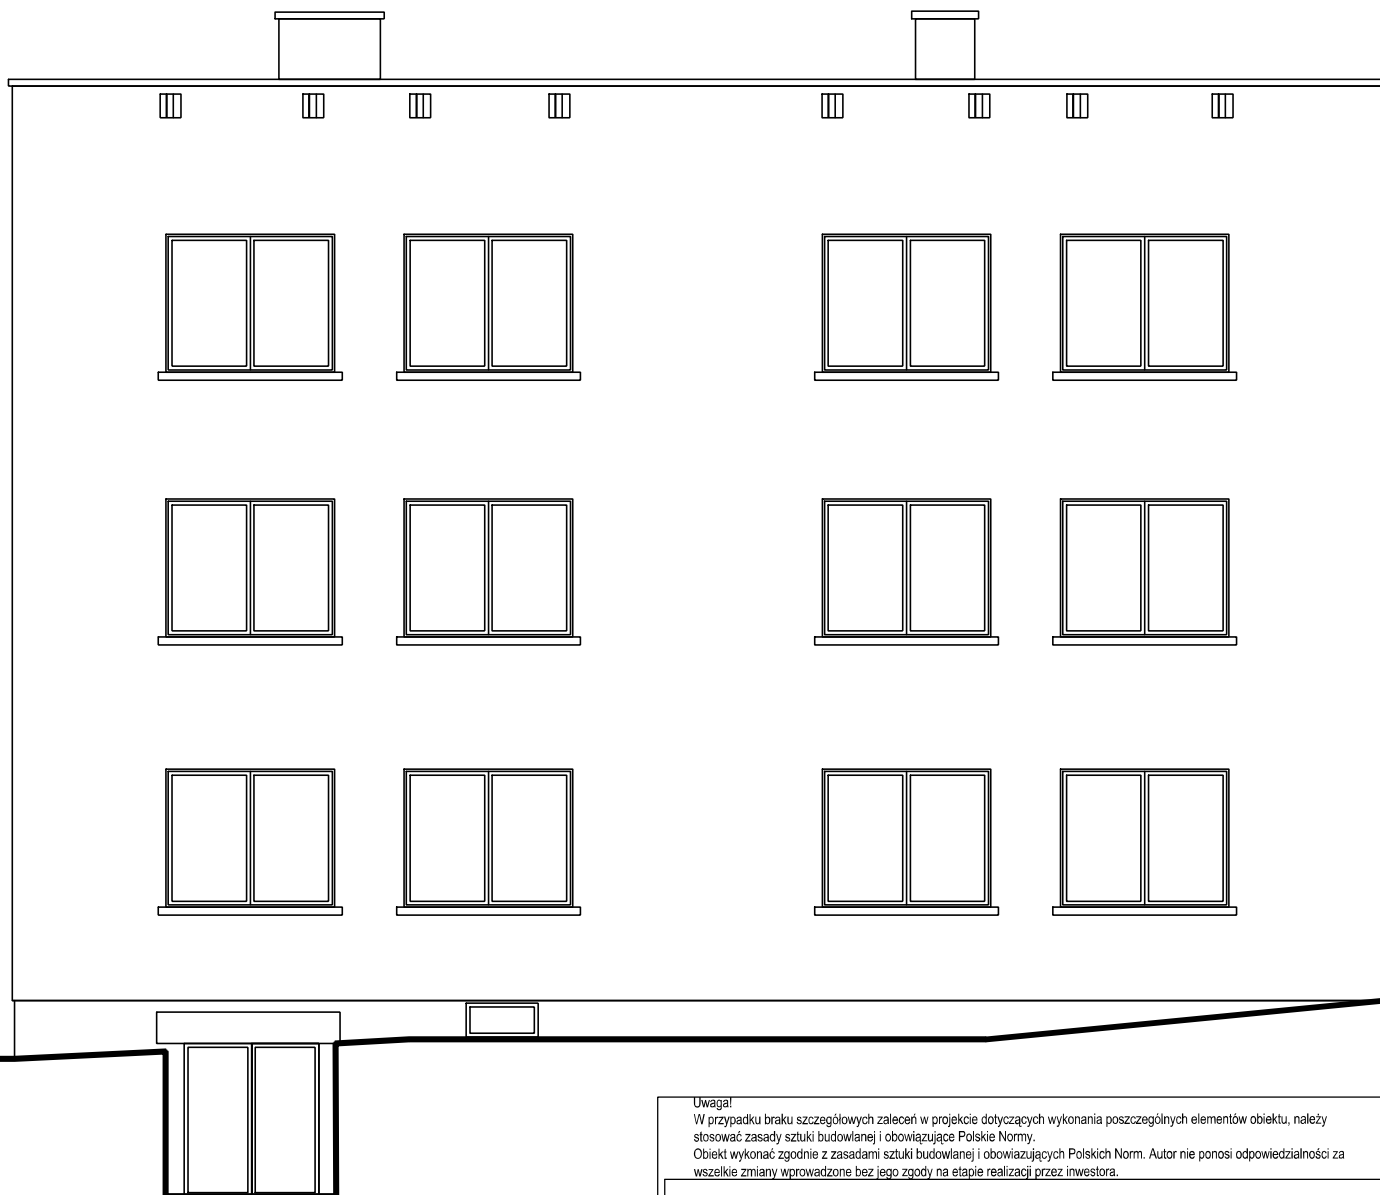 Uwaga!
W przypadku braku szczegółowych zaleceń w projekcie dotyczących wykonania poszczególnych elementów obiektu, należy
stosować zasady sztuki budowlanej i obowiązujące Polskie Normy.
Obiekt wykonać zgodnie z zasadami sztuki budowlanej i obowiazujących Polskich Norm. Autor nie ponosi odpowiedzialności za
wszelkie zmiany wprowadzone bez jego zgody na etapie realizacji przez inwestora.